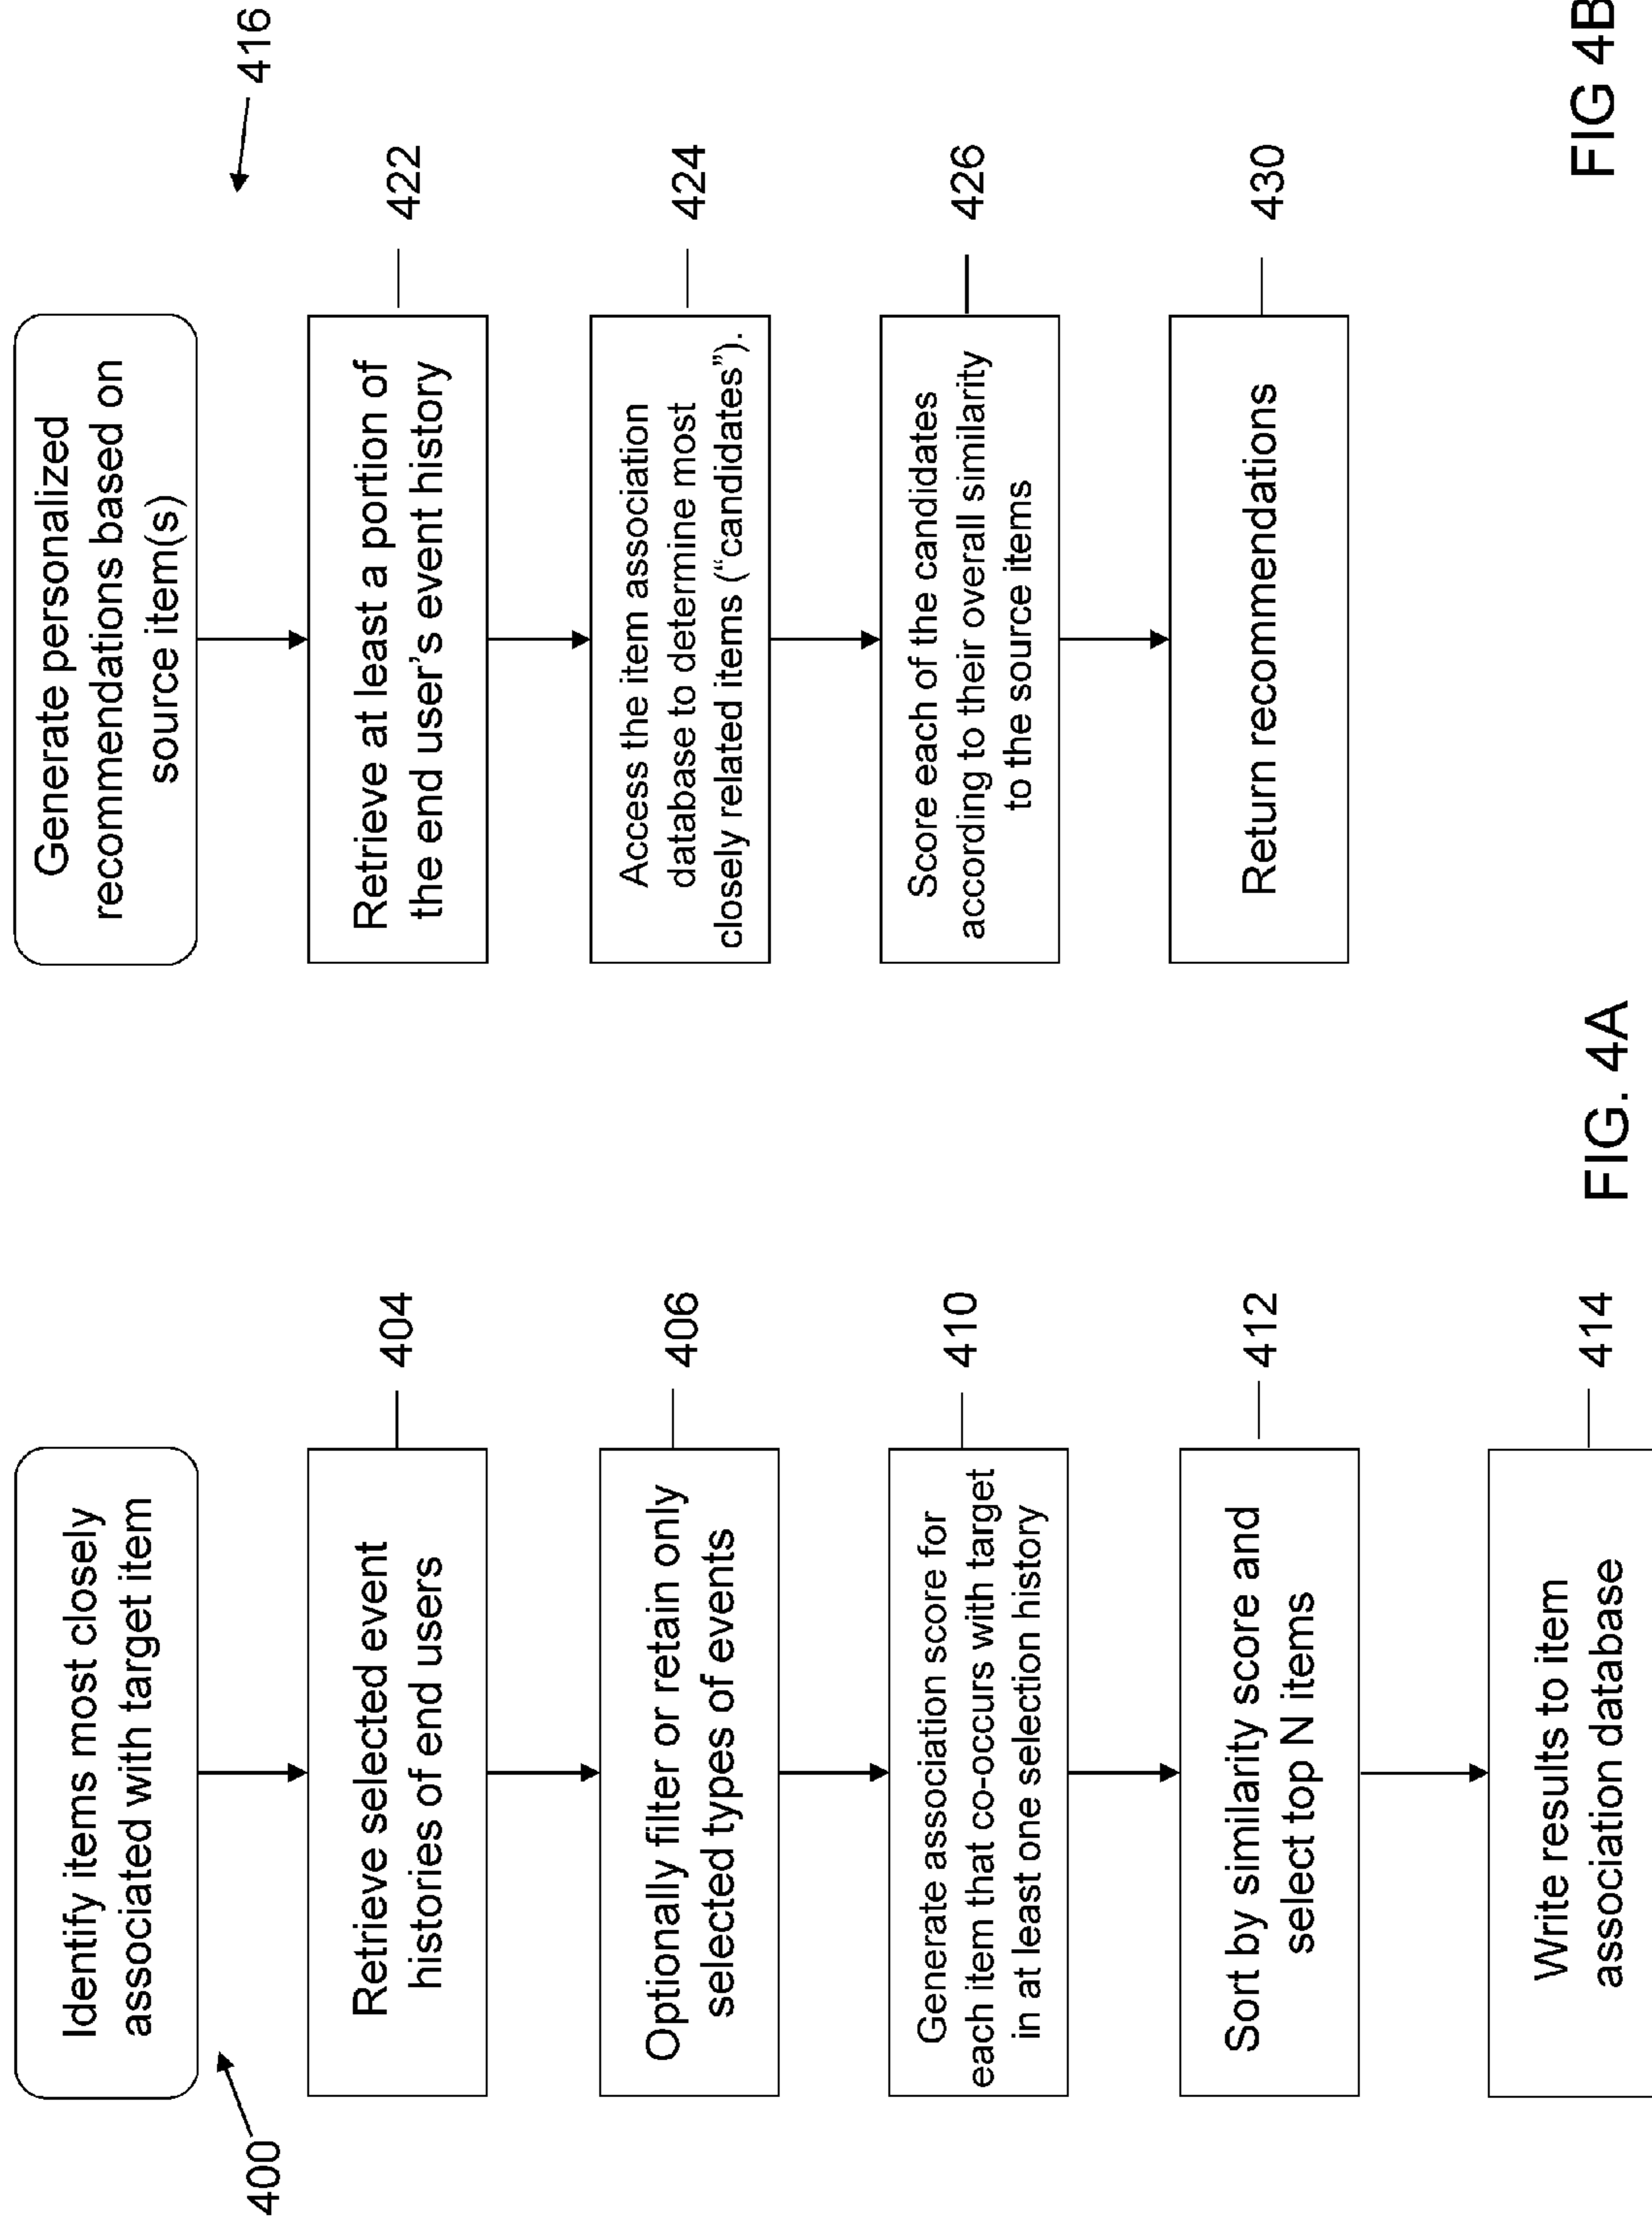 400
Identify items most closely
associated with target item
Retrieve selected event
histories of end users
404
Optionally filter or retain only
selected types of events
406
Generate association score for
each item that co-occurs with target
in at least one selection history
410
Sort by similarity score and
select top N items
412
Write results to item
association database
414
FIG. 4A
416
Generate personalized
recommendations based on
source item(s)
Retrieve at least a portion of
the end user's event history
422
Access the item association
database to determine most
closely related items (“candidates”).
424
Score each of the candidates
according to their overall similarity
to the source items
426
Return recommendations
430
FIG 4B